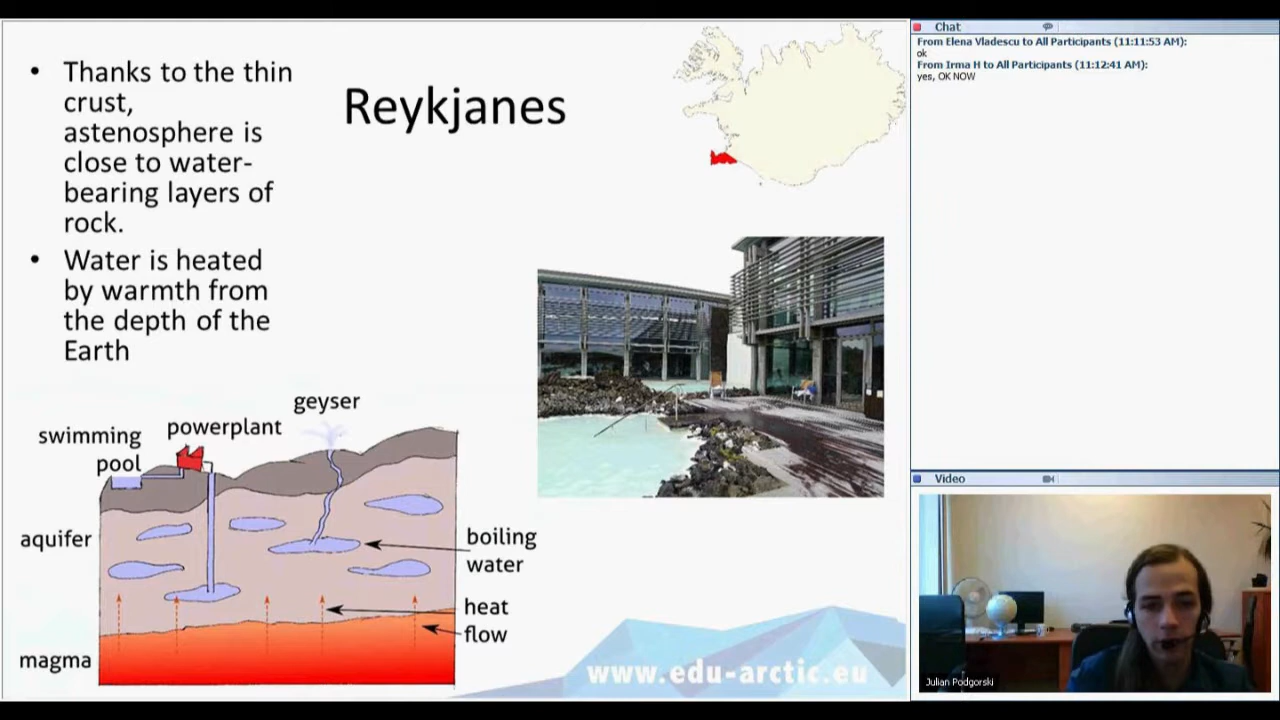 • Thanks to the thin
crust,
astenosphere is
close to water-
bearing layers of
rock.
• Water is heated
by warmth from
the depth of the
Earth
Reykjanes
geyser
powerplant
swimming
pool
aquifer
boiling
water
heat
flow
magma
www.edu-arctic.eu
Chat
From Elena Vladescu to All Participants (11:11:53 AM):
ok
From Irma H to All Participants (11:12:41 AM):
yes, OK NOW
Video
Julian Podgorski